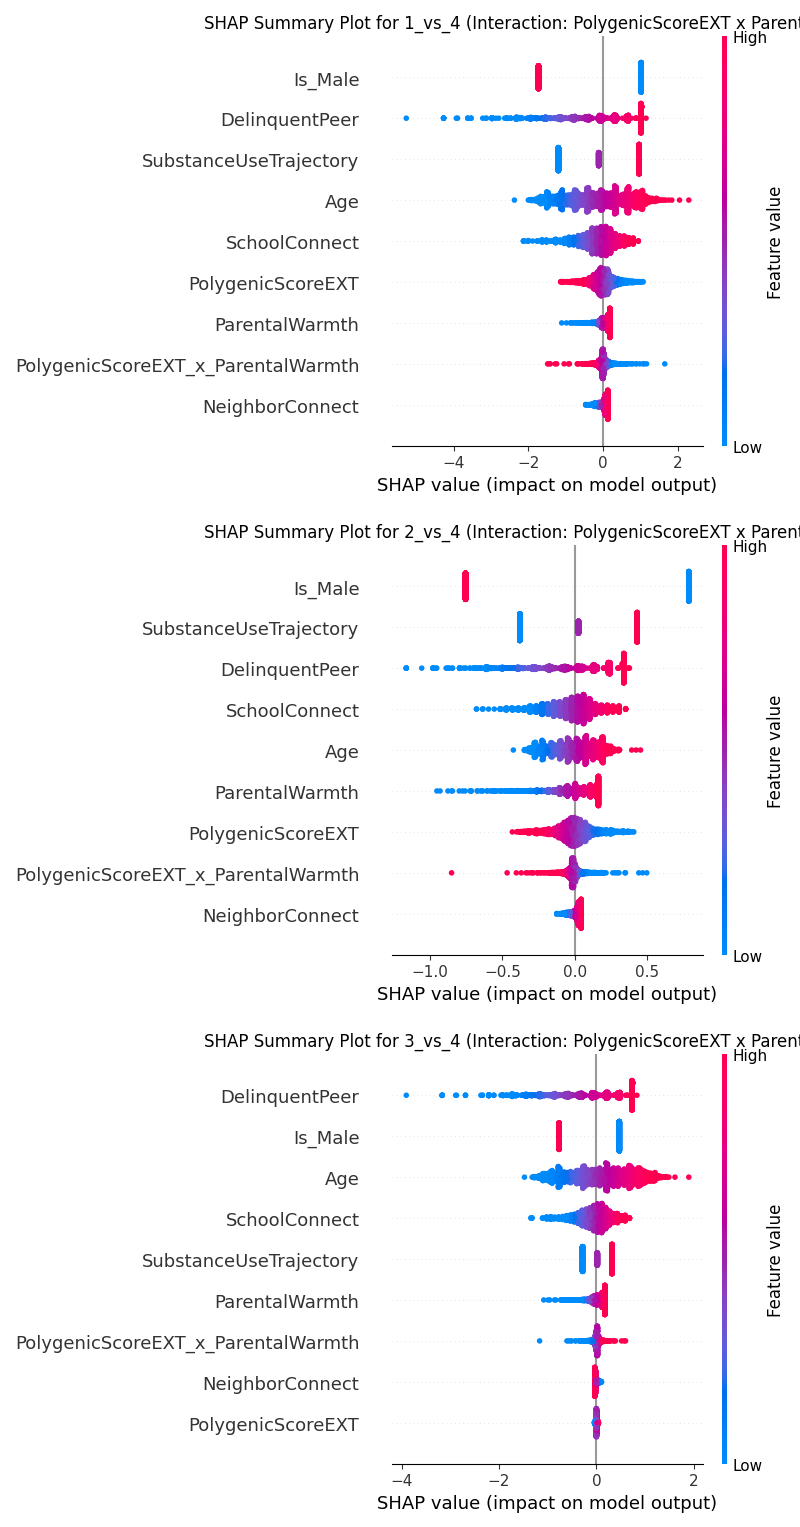 SHAP Summary Plot for 1_vs_4 (Interaction: PolygenicScoreEXT x Parent
High
Is_Male
DelinquentPeer
SubstanceUseTrajectory
Age
SchoolConnect
PolygenicScoreEXT
ParentalWarmth
PolygenicScoreEXT_x_ParentalWarmth
NeighborConnect
Feature value
Low
−4 −2 0 2
SHAP value (impact on model output)
SHAP Summary Plot for 2_vs_4 (Interaction: PolygenicScoreEXT x Parent
High
Is_Male
SubstanceUseTrajectory
DelinquentPeer
SchoolConnect
Age
ParentalWarmth
PolygenicScoreEXT
PolygenicScoreEXT_x_ParentalWarmth
NeighborConnect
Feature value
Low
−1.0 −0.5 0.0 0.5
SHAP value (impact on model output)
SHAP Summary Plot for 3_vs_4 (Interaction: PolygenicScoreEXT x Parent
High
DelinquentPeer
Is_Male
Age
SchoolConnect
SubstanceUseTrajectory
ParentalWarmth
PolygenicScoreEXT_x_ParentalWarmth
NeighborConnect
PolygenicScoreEXT
Feature value
Low
−4 −2 0 2
SHAP value (impact on model output)